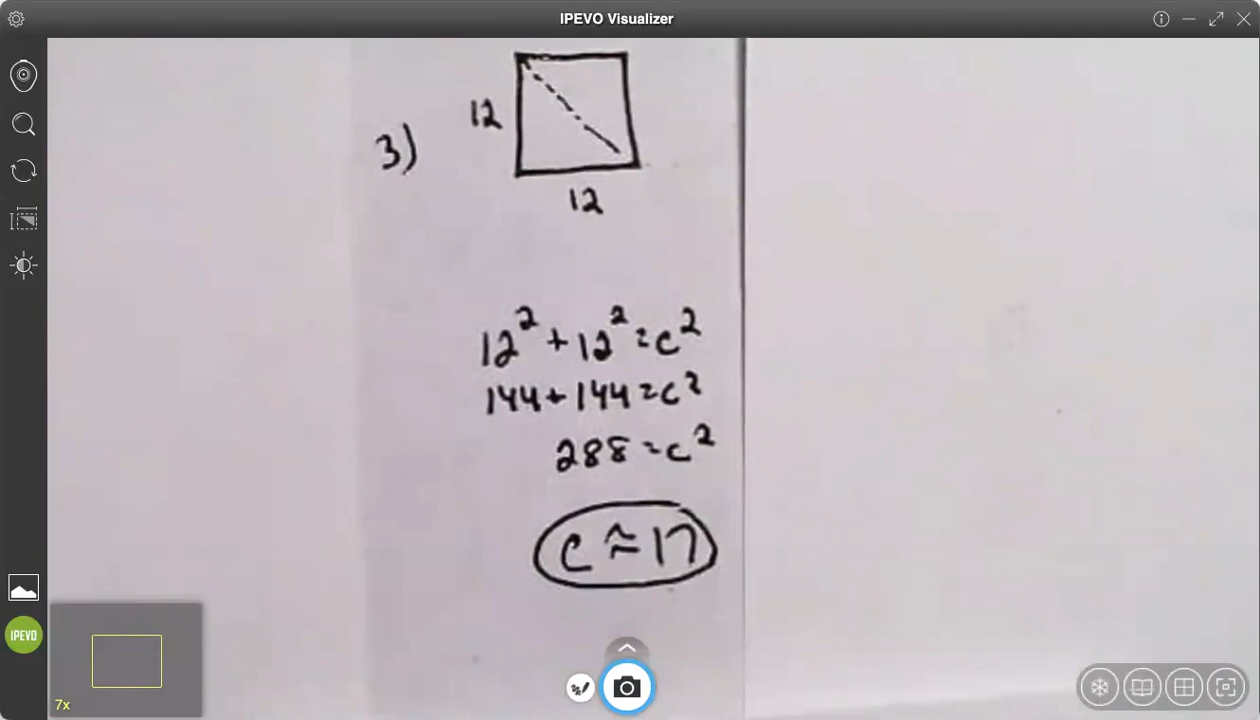 IPEVO Visualizer
12
3)
12
12² + 12² = c²
144 + 144 = c²
288 = c²
c ≈ 17
IPEVO
7x